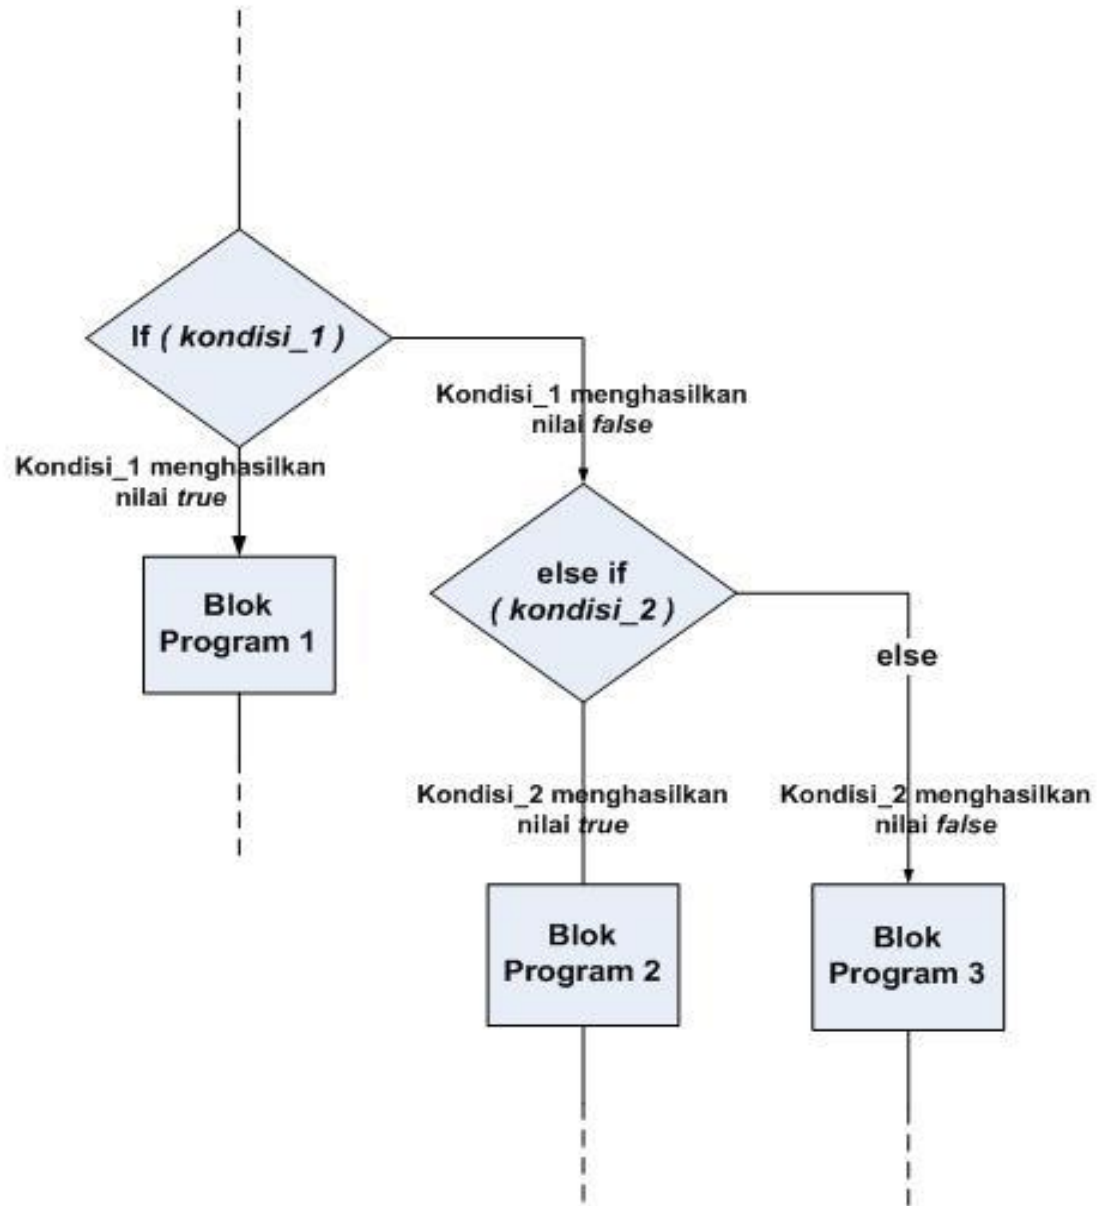 If ( kondisi_1 )
Kondisi_1 menghasilkan
nilai false
Kondisi_1 menghasilkan
nilai true
Blok
Program 1
else if
( kondisi_2 )
else
Kondisi_2 menghasilkan
nilai true
Kondisi_2 menghasilkan
nilai false
Blok
Program 2
Blok
Program 3